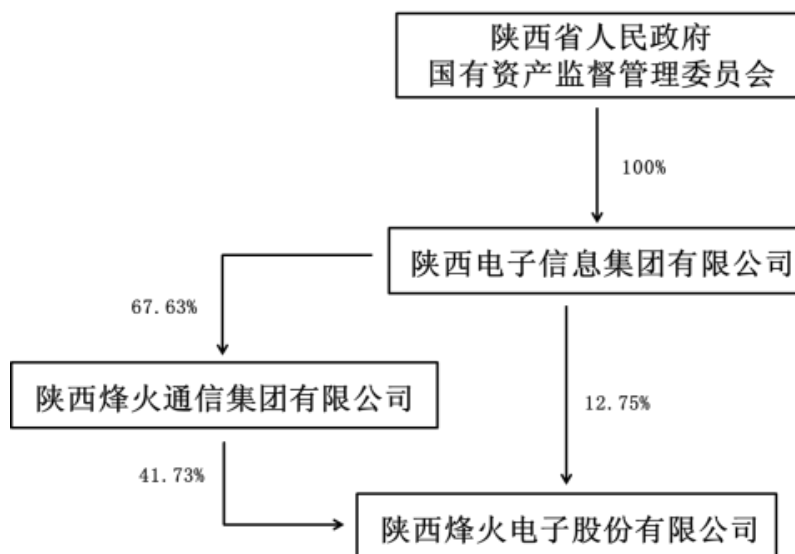 陕西省人民政府
国有资产监督管理委员会
100%
陕西电子信息集团有限公司
67.63%
陕西烽火通信集团有限公司
12.75%
41.73%
陕西烽火电子股份有限公司